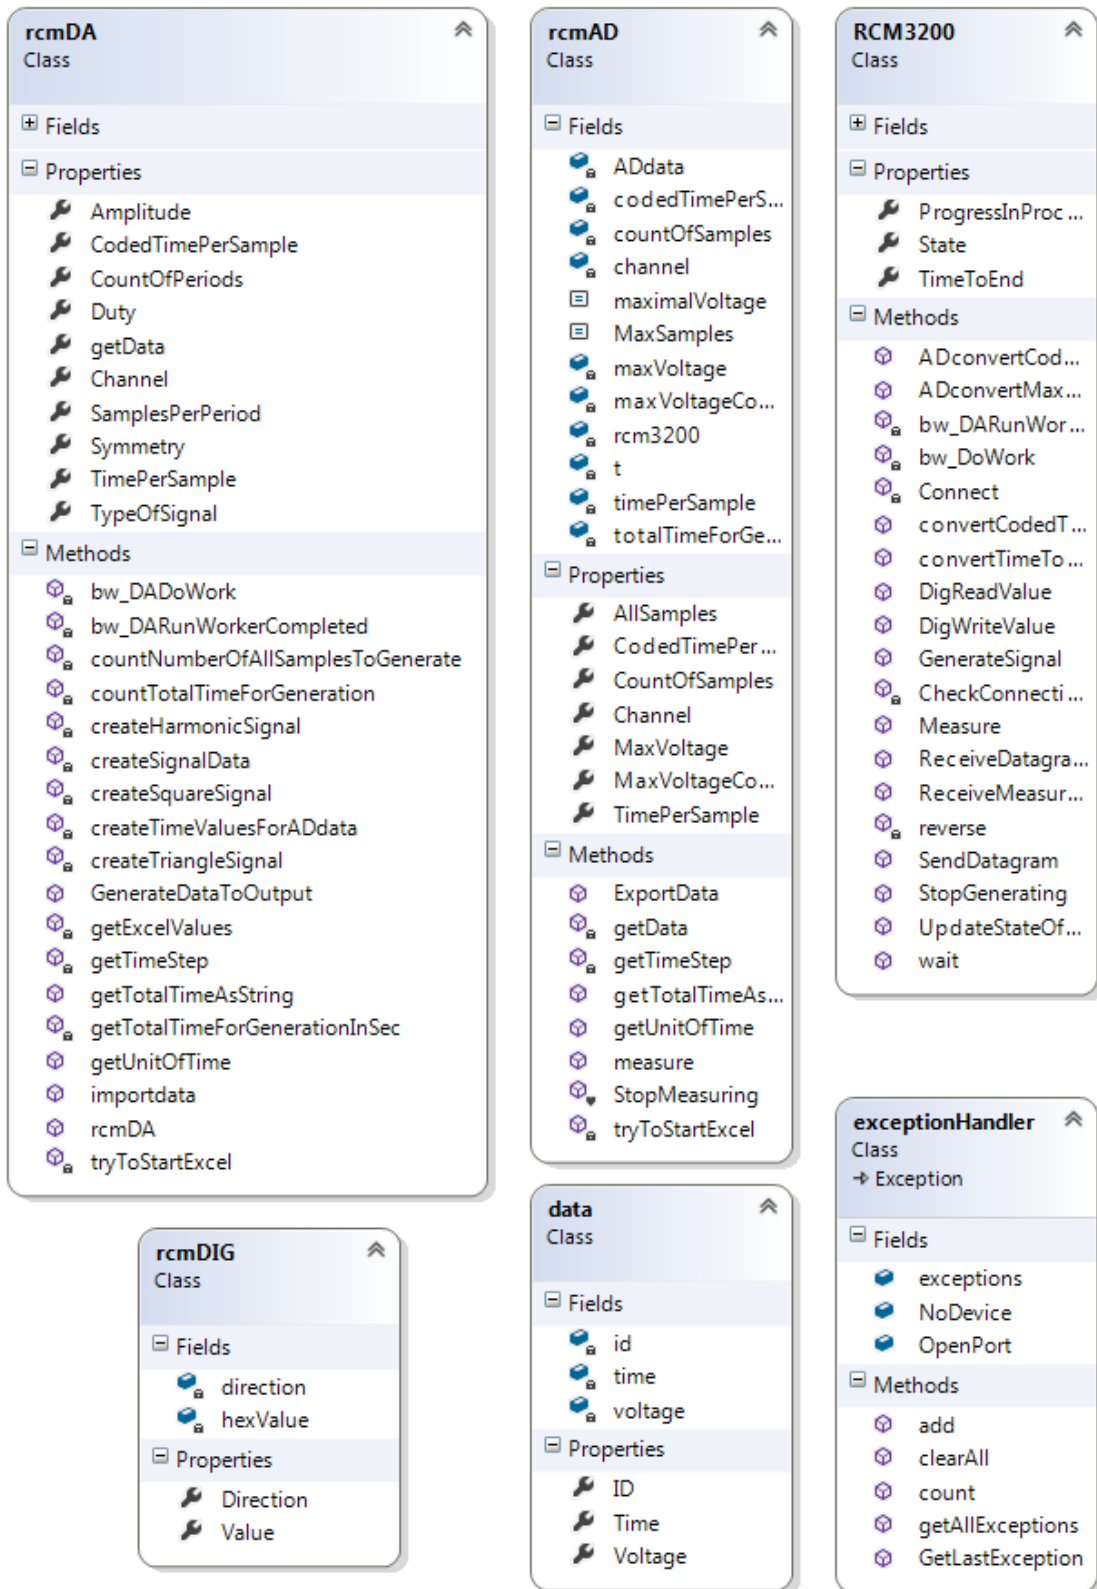 rcmDA
Class
Fields
Properties
Amplitude
CodedTimePerSample
CountOfPeriods
Duty
getData
Channel
SamplesPerPeriod
Symmetry
TimePerSample
TypeOfSignal
Methods
bw_DADoWork
bw_DARunWorkerCompleted
countNumberOfAllSamplesToGenerate
countTotalTimeForGeneration
createHarmonicSignal
createSignalData
createSquareSignal
createTimeValuesForADdata
createTriangleSignal
GenerateDataToOutput
getExcelValues
getTimeStep
getTotalTimeAsString
getTotalTimeForGenerationInSec
getUnitOfTime
importdata
rcmDA
tryToStartExcel
rcmAD
Class
Fields
ADdata
codedTimePerS...
countOfSamples
channel
maximalVoltage
MaxSamples
maxVoltage
maxVoltageCo...
rcm3200
t
timePerSample
totalTimeForGe...
Properties
AllSamples
CodedTimePer...
CountOfSamples
Channel
MaxVoltage
MaxVoltageCo...
TimePerSample
Methods
ExportData
getData
getTimeStep
getTotalTimeAs...
getUnitOfTime
measure
StopMeasuring
tryToStartExcel
RCM3200
Class
Fields
Properties
ProgressInProc...
State
TimeToEnd
Methods
ADconvertCod...
ADconvertMax...
bw_DARunWor...
bw_DoWork
Connect
convertCodedT...
convertTimeTo...
DigReadValue
DigWriteValue
GenerateSignal
CheckConnecti...
Measure
ReceiveDatagra...
ReceiveMeasur...
reverse
SendDatagram
StopGenerating
UpdateStateOf...
wait
rcmDIG
Class
Fields
direction
hexValue
Properties
Direction
Value
data
Class
Fields
id
time
voltage
Properties
ID
Time
Voltage
exceptionHandler
Class
Exception
Fields
exceptions
NoDevice
OpenPort
Methods
add
clearAll
count
getAllExceptions
GetLastException